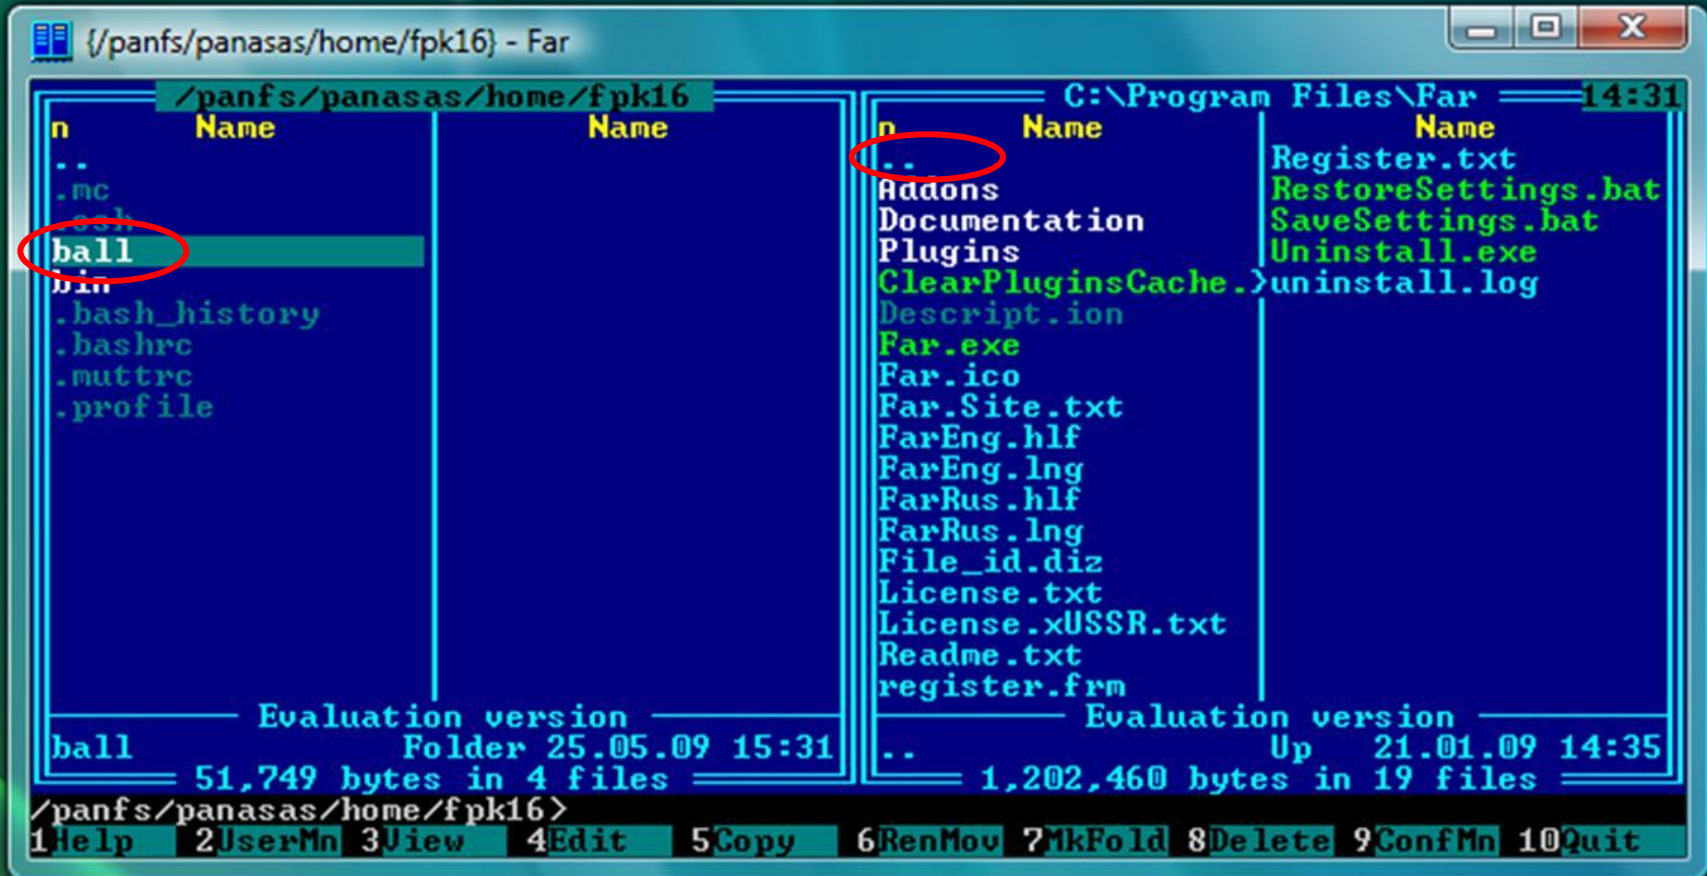 {/panfs/panasas/home/fpk16} - Far
/panfs/panasas/home/fpk16
n Name Name
..
.mc
.ssh
ball
bin
.bash_history
.bashrc
.muttrc
.profile
Evaluation version
ball Folder 25.05.09 15:31
51,749 bytes in 4 files
C:\Program Files\Far 14:31
n Name Name
..
Addons
Documentation
Plugins
ClearPluginsCache.}
Descript.ion
Far.exe
Far.ico
Far.Site.txt
FarEng.hlf
FarEng.lng
FarRus.hlf
FarRus.lng
File_id.diz
License.txt
License.xUSSR.txt
Readme.txt
register.frm
Register.txt
RestoreSettings.bat
SaveSettings.bat
Uninstall.exe
uninstall.log
Evaluation version
.. Up 21.01.09 14:35
1,202,460 bytes in 19 files
/panfs/panasas/home/fpk16>
1Help 2UserMn 3View 4Edit 5Copy 6RenMov 7MkFold 8Delete 9ConfMn 10Quit